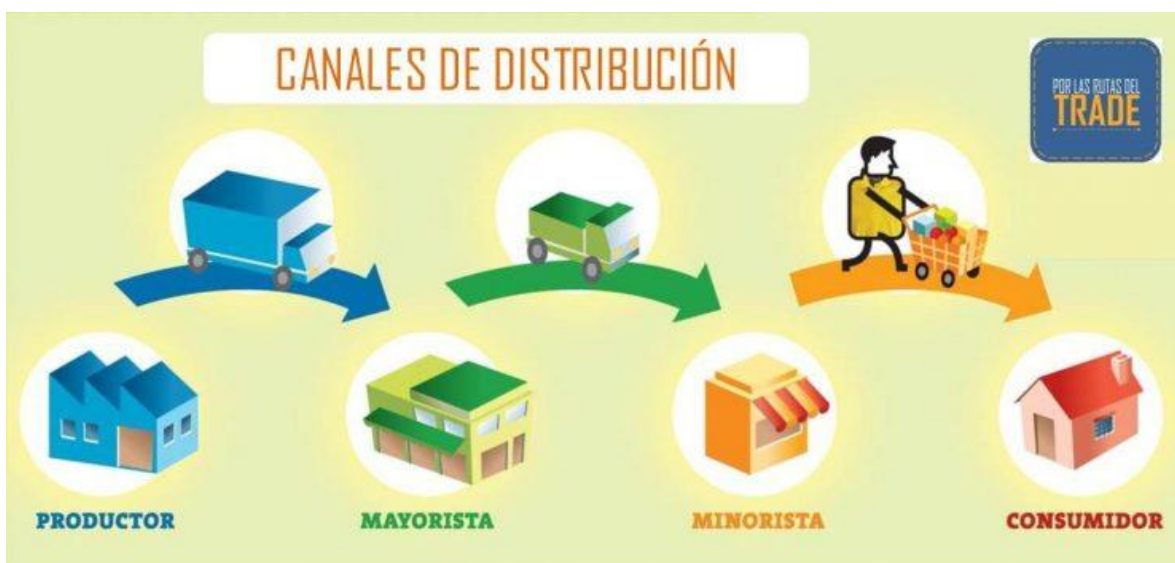 CANALES DE DISTRIBUCIÓN
POR LAS RUTAS DEL
TRADE
PRODUCTOR
MAYORISTA
MINORISTA
CONSUMIDOR